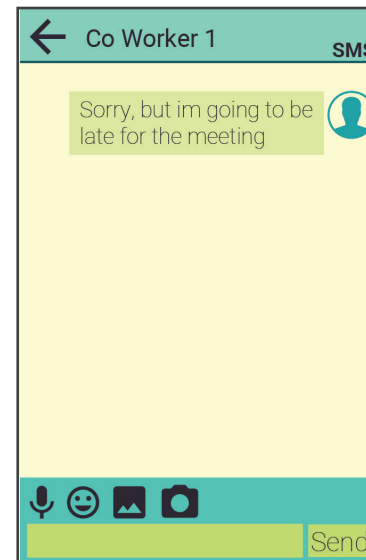 Co Worker 1
SMS
Sorry, but im going to be
late for the meeting
Send